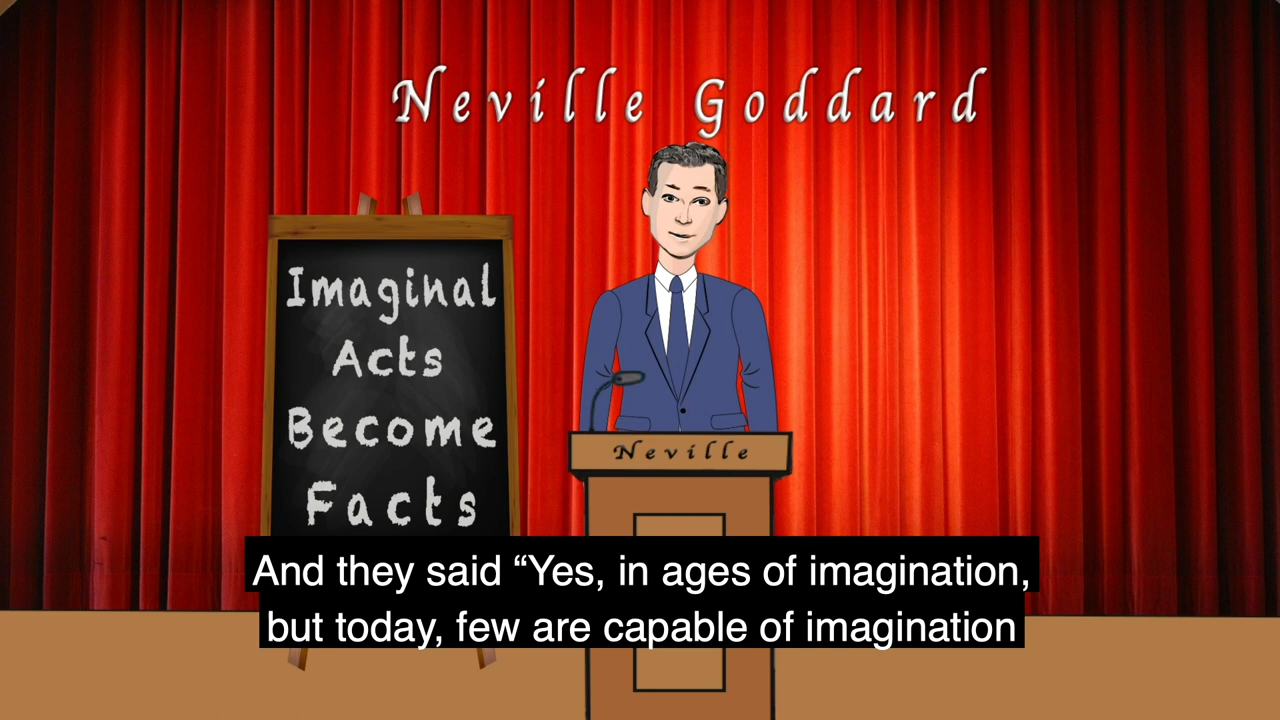 Neville Goddard
Imaginal
Acts
Become
Facts
Neville
And they said “Yes, in ages of imagination,
but today, few are capable of imagination